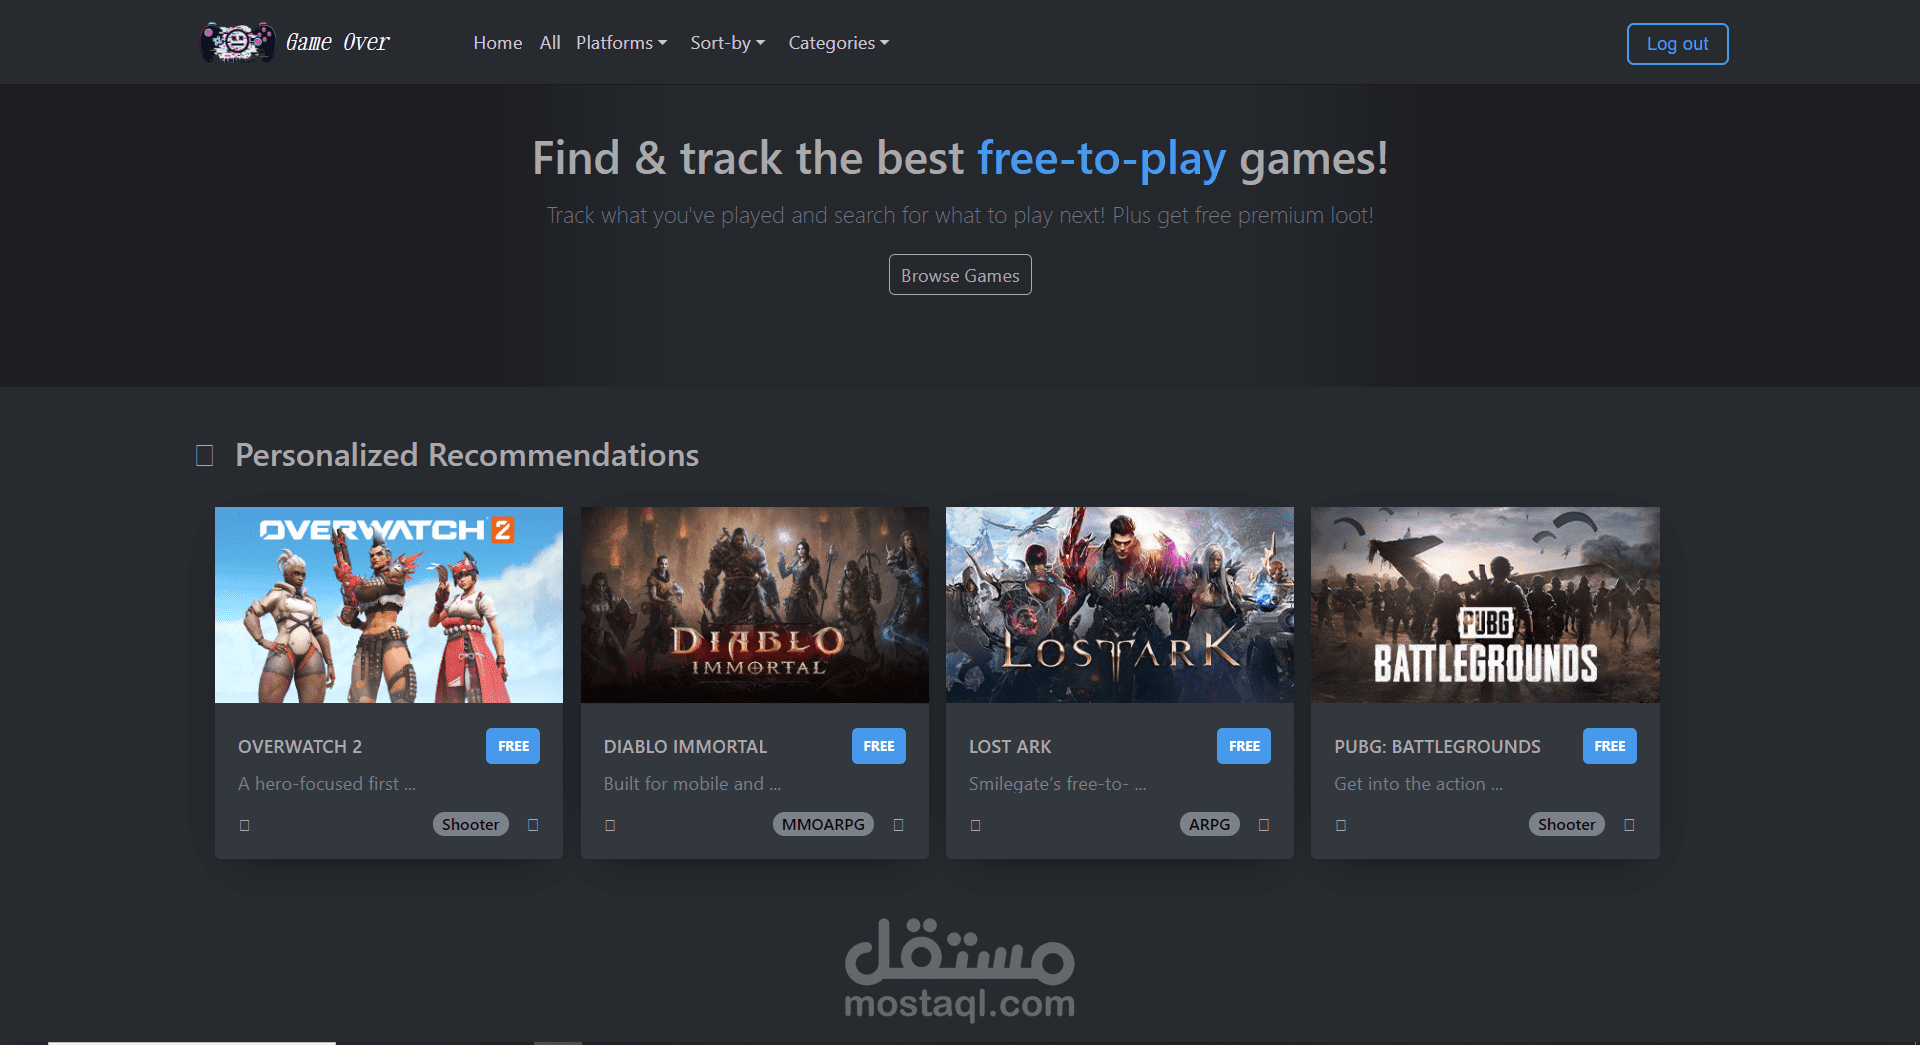 Game Over
Home All Platforms Sort-by Categories
Log out
Find & track the best free-to-play games!
Track what you've played and search for what to play next! Plus get free premium loot!
Browse Games
Personalized Recommendations
OVERWATCH 2
DIABLO IMMORTAL
LOST ARK
PUBG BATTLEGROUNDS
OVERWATCH 2 FREE
A hero-focused first ...
Shooter
DIABLO IMMORTAL FREE
Built for mobile and ...
MMOARPG
LOST ARK FREE
Smilegate’s free-to- ...
ARPG
PUBG: BATTLEGROUNDS FREE
Get into the action ...
Shooter
مستقل
mostaql.com